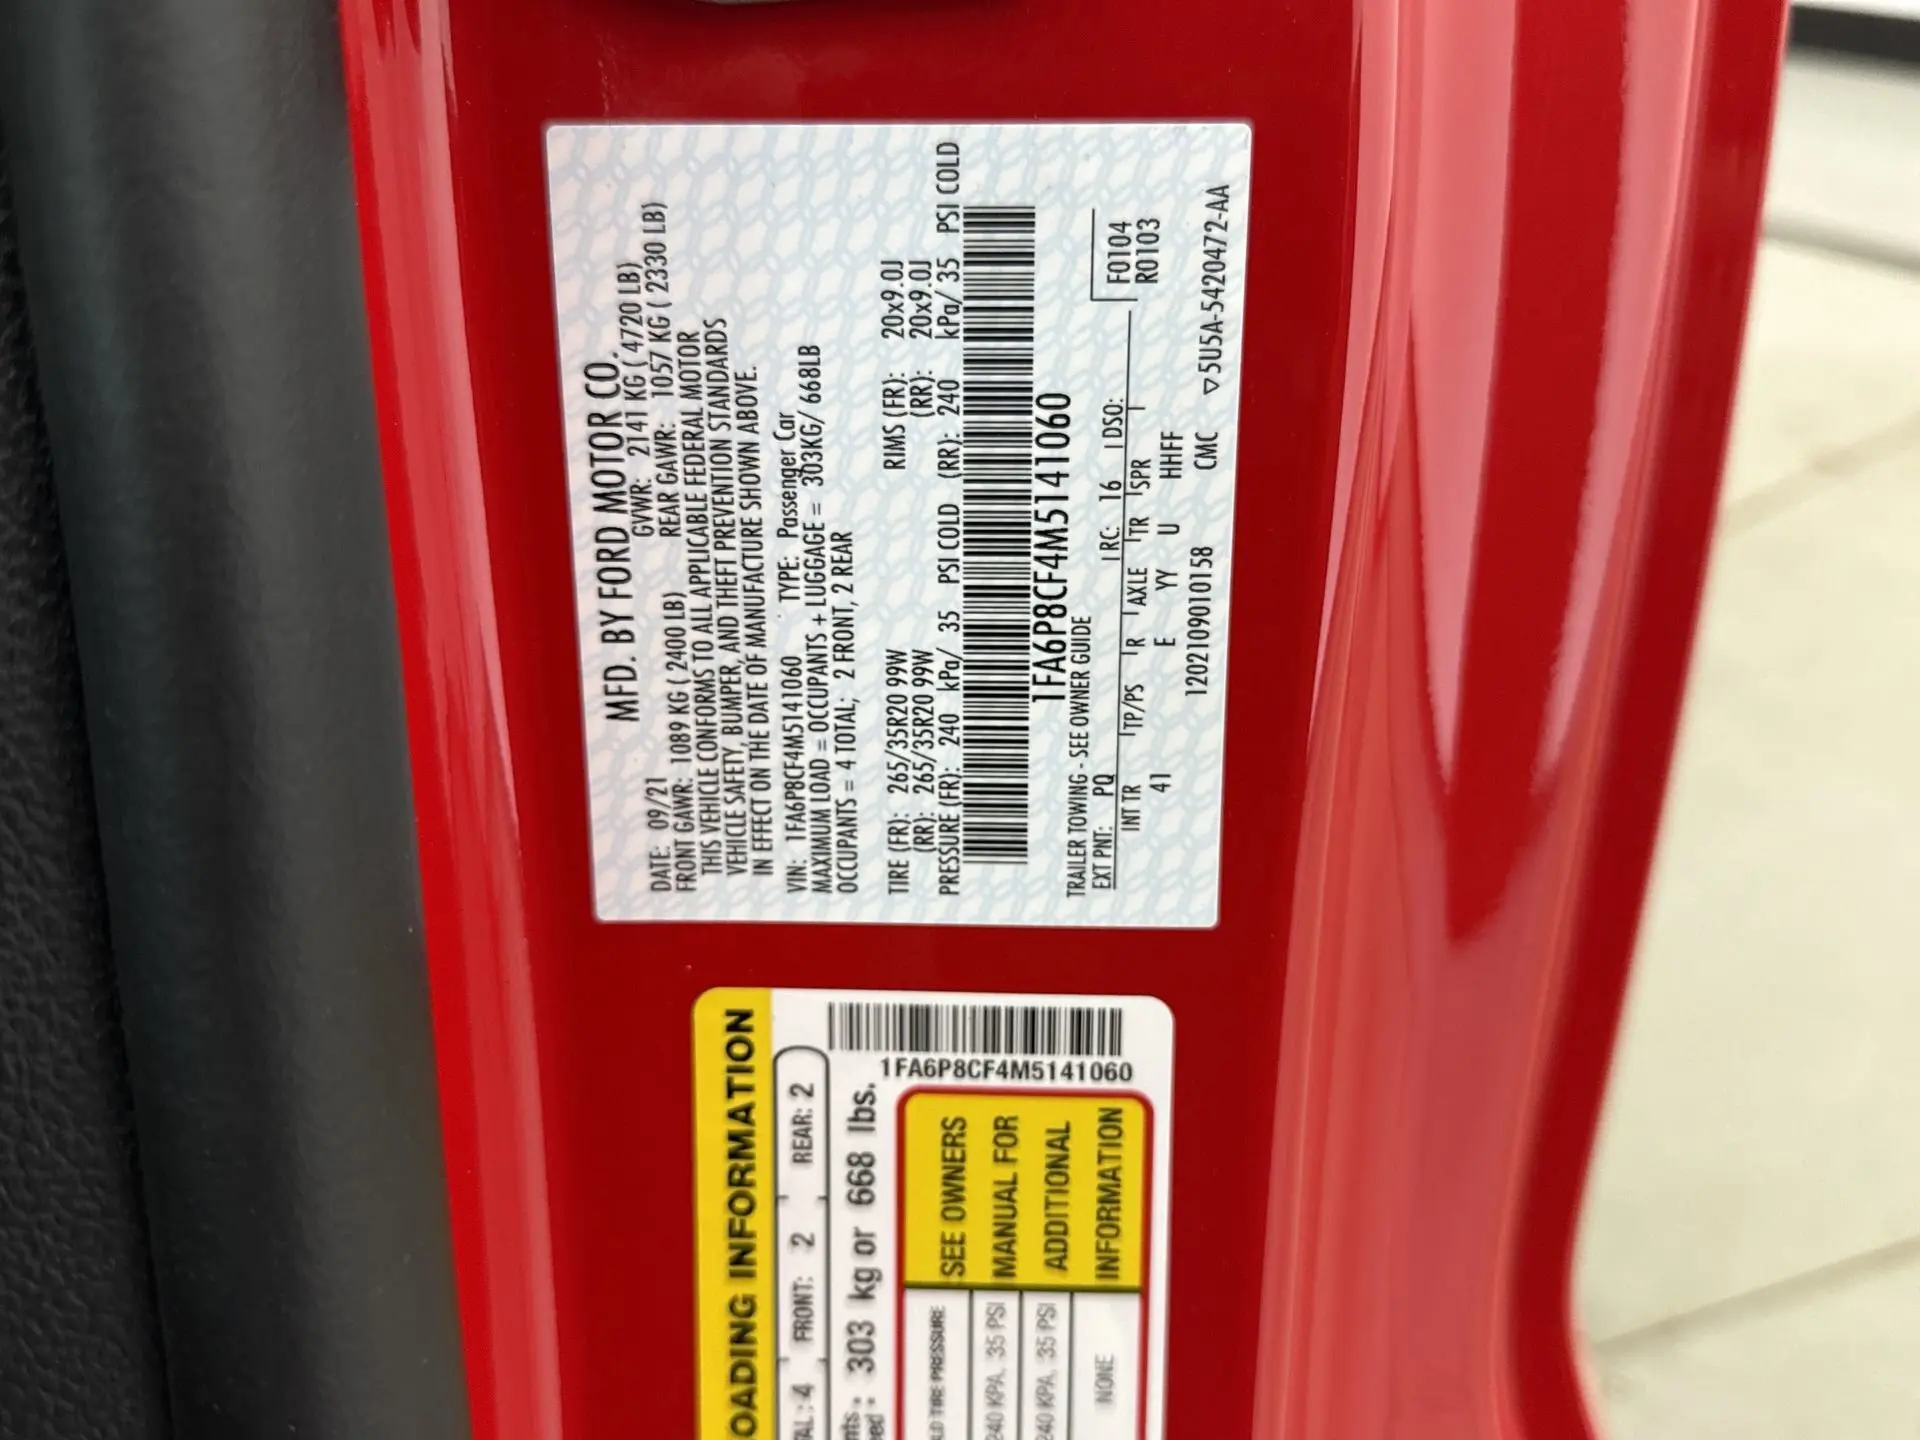 MFD. BY FORD MOTOR CO.
DATE: 09/21 GVWR: 2141 KG ( 4720 LB)
FRONT GAWR: 1089 KG ( 2400 LB) REAR GAWR: 1057 KG ( 2330 LB)
THIS VEHICLE CONFORMS TO ALL APPLICABLE FEDERAL MOTOR
VEHICLE SAFETY, BUMPER, AND THEFT PREVENTION STANDARDS
IN EFFECT ON THE DATE OF MANUFACTURE SHOWN ABOVE.
VIN: 1FA6P8CF4M5141060 TYPE: Passenger Car
MAXIMUM LOAD = OCCUPANTS + LUGGAGE = 303KG/ 668LB
OCCUPANTS = 4 TOTAL; 2 FRONT, 2 REAR
TIRE (FR): 265/35R20 99W RIMS (FR): 20x9.0J
(RR): 265/35R20 99W (RR): 20x9.0J
PRESSURE (FR): 240 kPa/ 35 PSI COLD (RR): 240 kPa/ 35 PSI COLD
1FA6P8CF4M5141060
TRAILER TOWING - SEE OWNER GUIDE
EXT PNT: PQ RC: 16 DSO: F0104
INT TR TP/PS R AXLE TR SPR R0103
41 E YY U HHFF
1202109010158 CMC ▽5U5A-5420472-AA
OADING INFORMATION
TAL: 4 FRONT: 2 REAR: 2
nts:
303 kg or 668 lbs.
1FA6P8CF4M5141060
LD TIRE PRESSURE
240 KPA, 35 PSI
240 KPA, 35 PSI
NONE
SEE OWNERS
MANUAL FOR
ADDITIONAL
INFORMATION